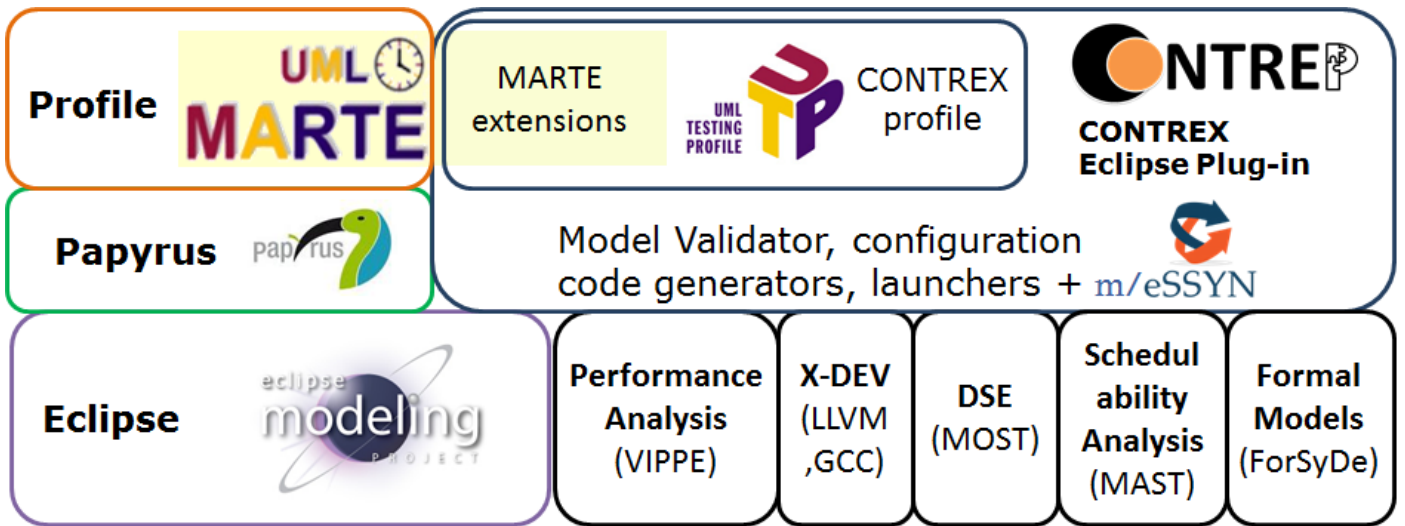 Profile
UML
MARTE
MARTE
extensions
UML
TESTING
PROFILE
UTP
CONTREX
profile
CONTREP
CONTREX
Eclipse Plug-in
Papyrus
papyrus
Model Validator, configuration
code generators, launchers + m/eSSYN
Eclipse
eclipse
modeling
PROJECT
Performance
Analysis
(VIPPE)
X-DEV
(LLVM
,GCC)
DSE
(MOST)
Schedul
ability
Analysis
(MAST)
Formal
Models
(ForSyDe)